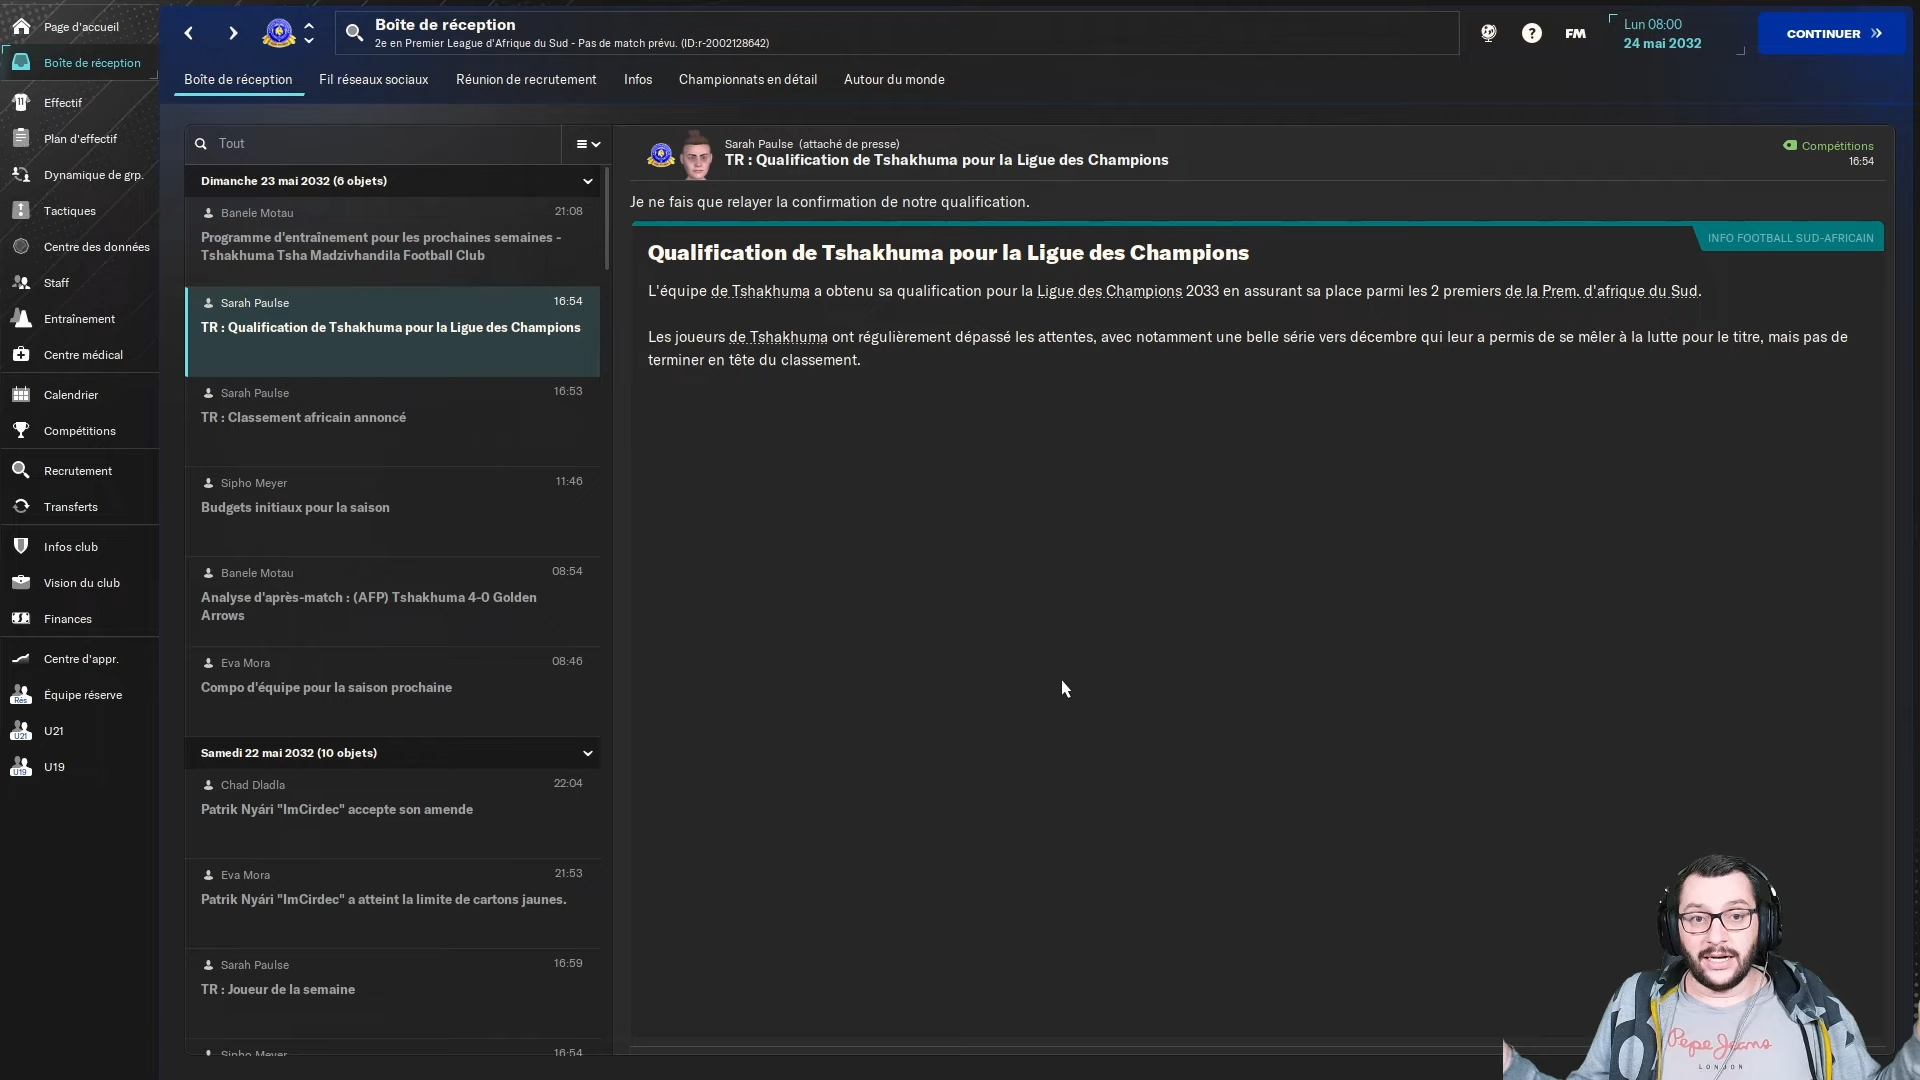 Page d'accueil
Boîte de réception
Effectif
Plan d'effectif
Dynamique de grp.
Tactiques
Centre des données
Staff
Entraînement
Centre médical
Calendrier
Compétitions
Recrutement
Transferts
Infos club
Vision du club
Finances
Centre d'appr.
Équipe réserve
U21
U19
Boîte de réception
2e en Premier League d'Afrique du Sud - Pas de match prévu. (ID:r-2002128642)
FM
Lun 08:00
24 mai 2032
CONTINUER
Boîte de réception
Fil réseaux sociaux
Réunion de recrutement
Infos
Championnats en détail
Autour du monde
Tout
Dimanche 23 mai 2032 (6 objets)
Banele Motau 21:08
Programme d'entraînement pour les prochaines semaines -
Tshakhuma Tsha Madzivhandila Football Club
Sarah Paulse 16:54
TR : Qualification de Tshakhuma pour la Ligue des Champions
Sarah Paulse 16:53
TR : Classement africain annoncé
Sipho Meyer 11:46
Budgets initiaux pour la saison
Banele Motau 08:54
Analyse d'après-match : (AFP) Tshakhuma 4-0 Golden
Arrows
Eva Mora 08:46
Compo d'équipe pour la saison prochaine
Samedi 22 mai 2032 (10 objets)
Chad Dladla 22:04
Patrik Nyári "ImCirdec" accepte son amende
Eva Mora 21:53
Patrik Nyári "ImCirdec" a atteint la limite de cartons jaunes.
Sarah Paulse 16:59
TR : Joueur de la semaine
Sipho Meyer 16:54
Sarah Paulse (attaché de presse)
TR : Qualification de Tshakhuma pour la Ligue des Champions
Compétitions
16:54
Je ne fais que relayer la confirmation de notre qualification.
INFO FOOTBALL SUD-AFRICAIN
Qualification de Tshakhuma pour la Ligue des Champions
L'équipe de Tshakhuma a obtenu sa qualification pour la Ligue des Champions 2033 en assurant sa place parmi les 2 premiers de la Prem. d'afrique du Sud.
Les joueurs de Tshakhuma ont régulièrement dépassé les attentes, avec notamment une belle série vers décembre qui leur a permis de se mêler à la lutte pour le titre, mais pas de
terminer en tête du classement.
Pepe Jeans
LONDON